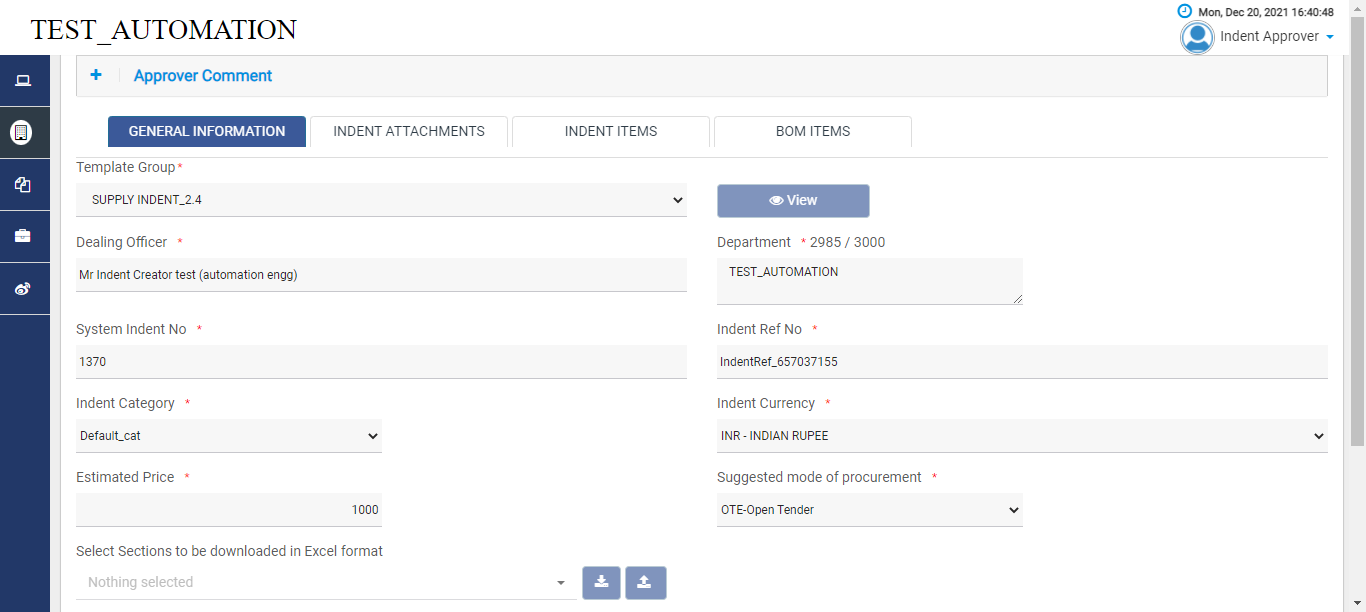 TEST_AUTOMATION
Mon, Dec 20, 2021 16:40:48
Indent Approver
+ Approver Comment
GENERAL INFORMATION INDENT ATTACHMENTS INDENT ITEMS BOM ITEMS
Template Group*
SUPPLY INDENT_2.4 View
Dealing Officer * Department * 2985 / 3000
Mr Indent Creator test (automation engg) TEST_AUTOMATION
System Indent No * Indent Ref No *
1370 IndentRef_657037155
Indent Category * Indent Currency *
Default_cat INR - INDIAN RUPEE
Estimated Price * Suggested mode of procurement *
1000 OTE-Open Tender
Select Sections to be downloaded in Excel format
Nothing selected